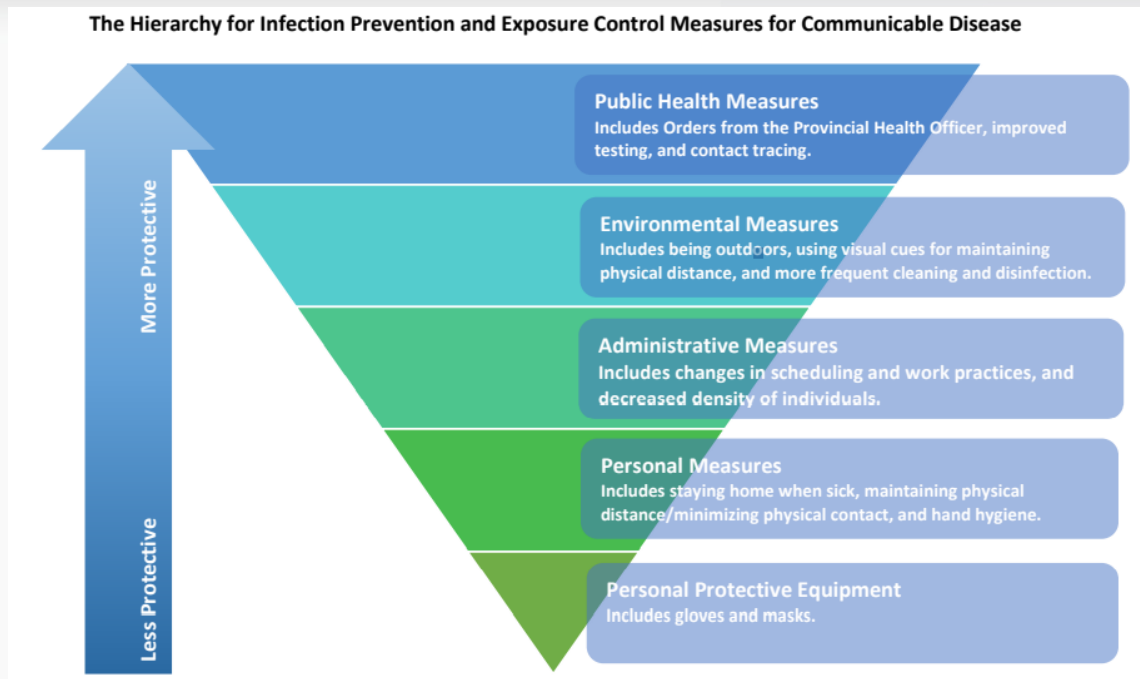 The Hierarchy for Infection Prevention and Exposure Control Measures for Communicable Disease
More Protective
Less Protective
Public Health Measures
Includes Orders from the Provincial Health Officer, improved
testing, and contact tracing.
Environmental Measures
Includes being outdoors, using visual cues for maintaining
physical distance, and more frequent cleaning and disinfection.
Administrative Measures
Includes changes in scheduling and work practices, and
decreased density of individuals.
Personal Measures
Includes staying home when sick, maintaining physical
distance/minimizing physical contact, and hand hygiene.
Personal Protective Equipment
Includes gloves and masks.